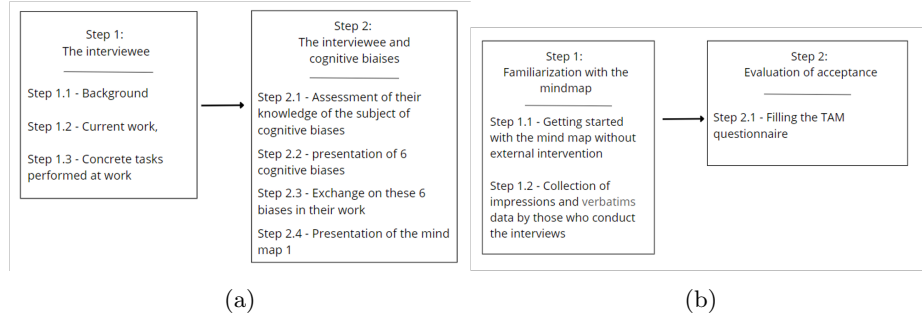 Step 1:
The interviewee
Step 1.1 - Background
Step 1.2 - Current work,
Step 1.3 - Concrete tasks
performed at work
Step 2:
The interviewee and
cognitive biaises
Step 2.1 - Assessment of their
knowledge of the subject of
cognitive biases
Step 2.2 - presentation of 6
cognitive biases
Step 2.3 - Exchange on these 6
biases in their work
Step 2.4 - Presentation of the mind
map 1
(a)
Step 1:
Familiarization with the
mindmap
Step 1.1 - Getting started
with the mind map without
external intervention
Step 1.2 - Collection of
impressions and verbatims
data by those who conduct
the interviews
Step 2:
Evaluation of acceptance
Step 2.1 - Filling the TAM
questionnaire
(b)